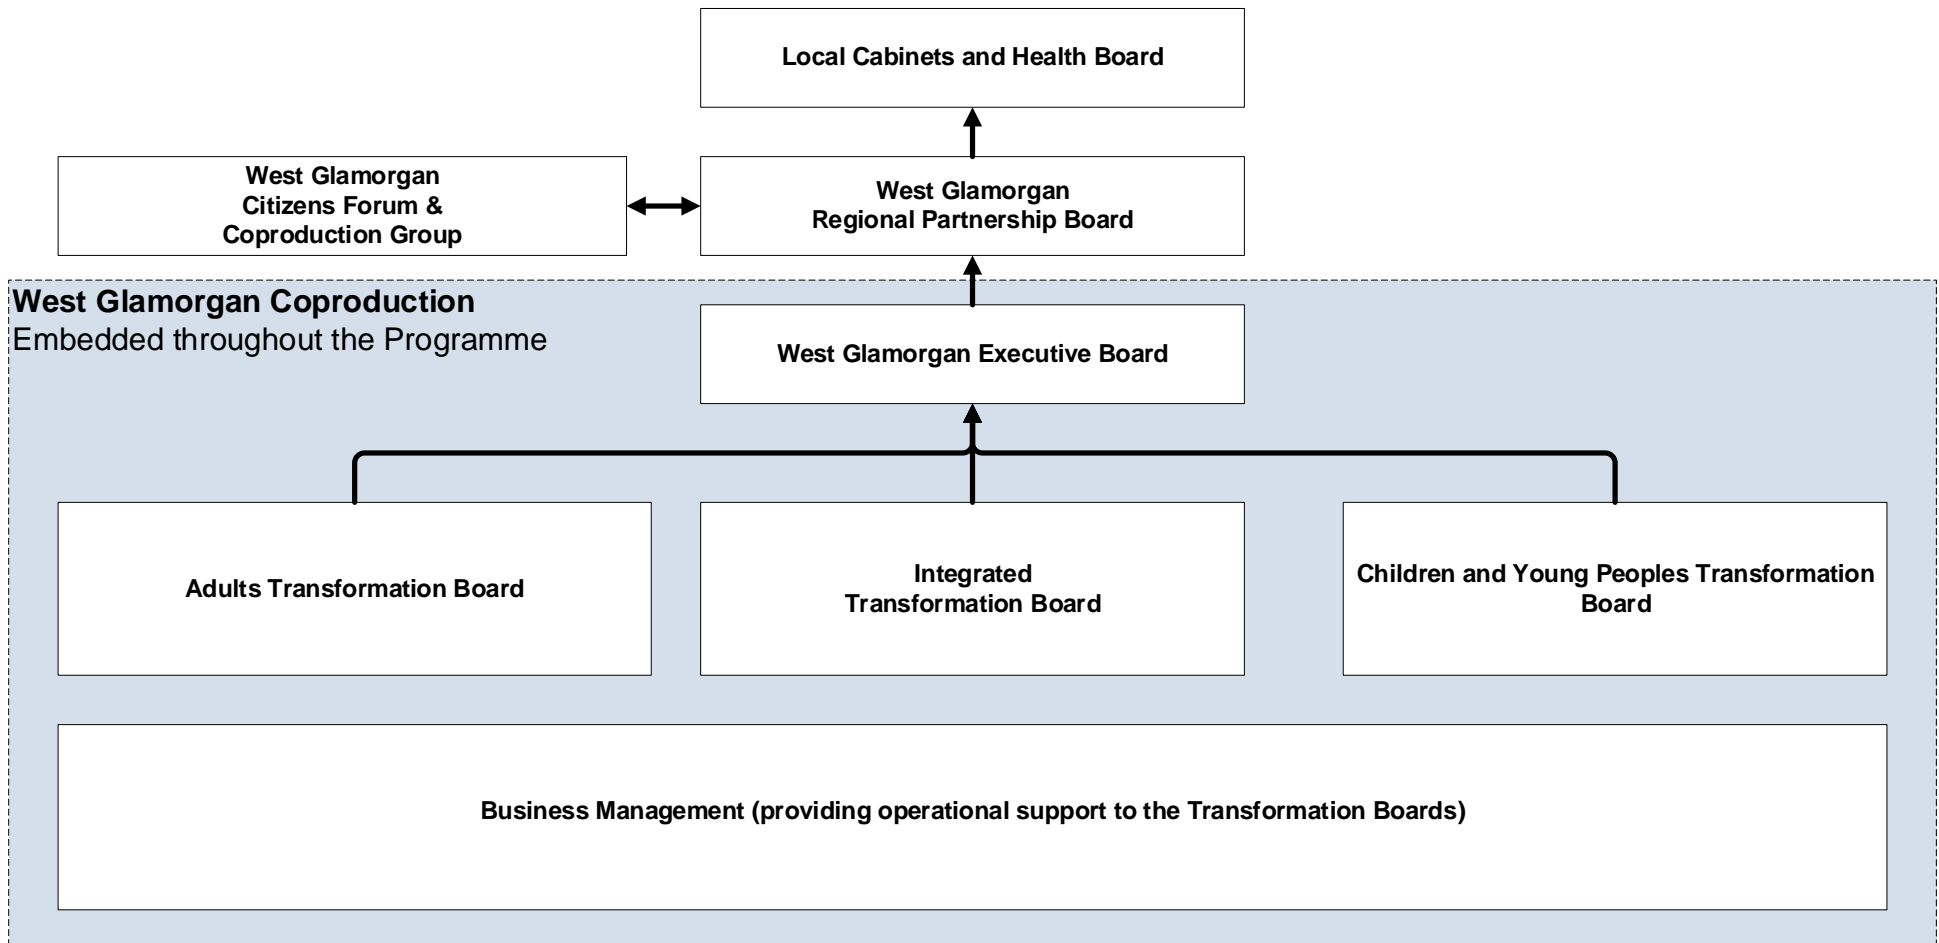 Local Cabinets and Health Board
West Glamorgan
Citizens Forum &
Coproduction Group
West Glamorgan
Regional Partnership Board
West Glamorgan Coproduction
Embedded throughout the Programme
West Glamorgan Executive Board
Adults Transformation Board
Integrated
Transformation Board
Children and Young Peoples Transformation
Board
Business Management (providing operational support to the Transformation Boards)